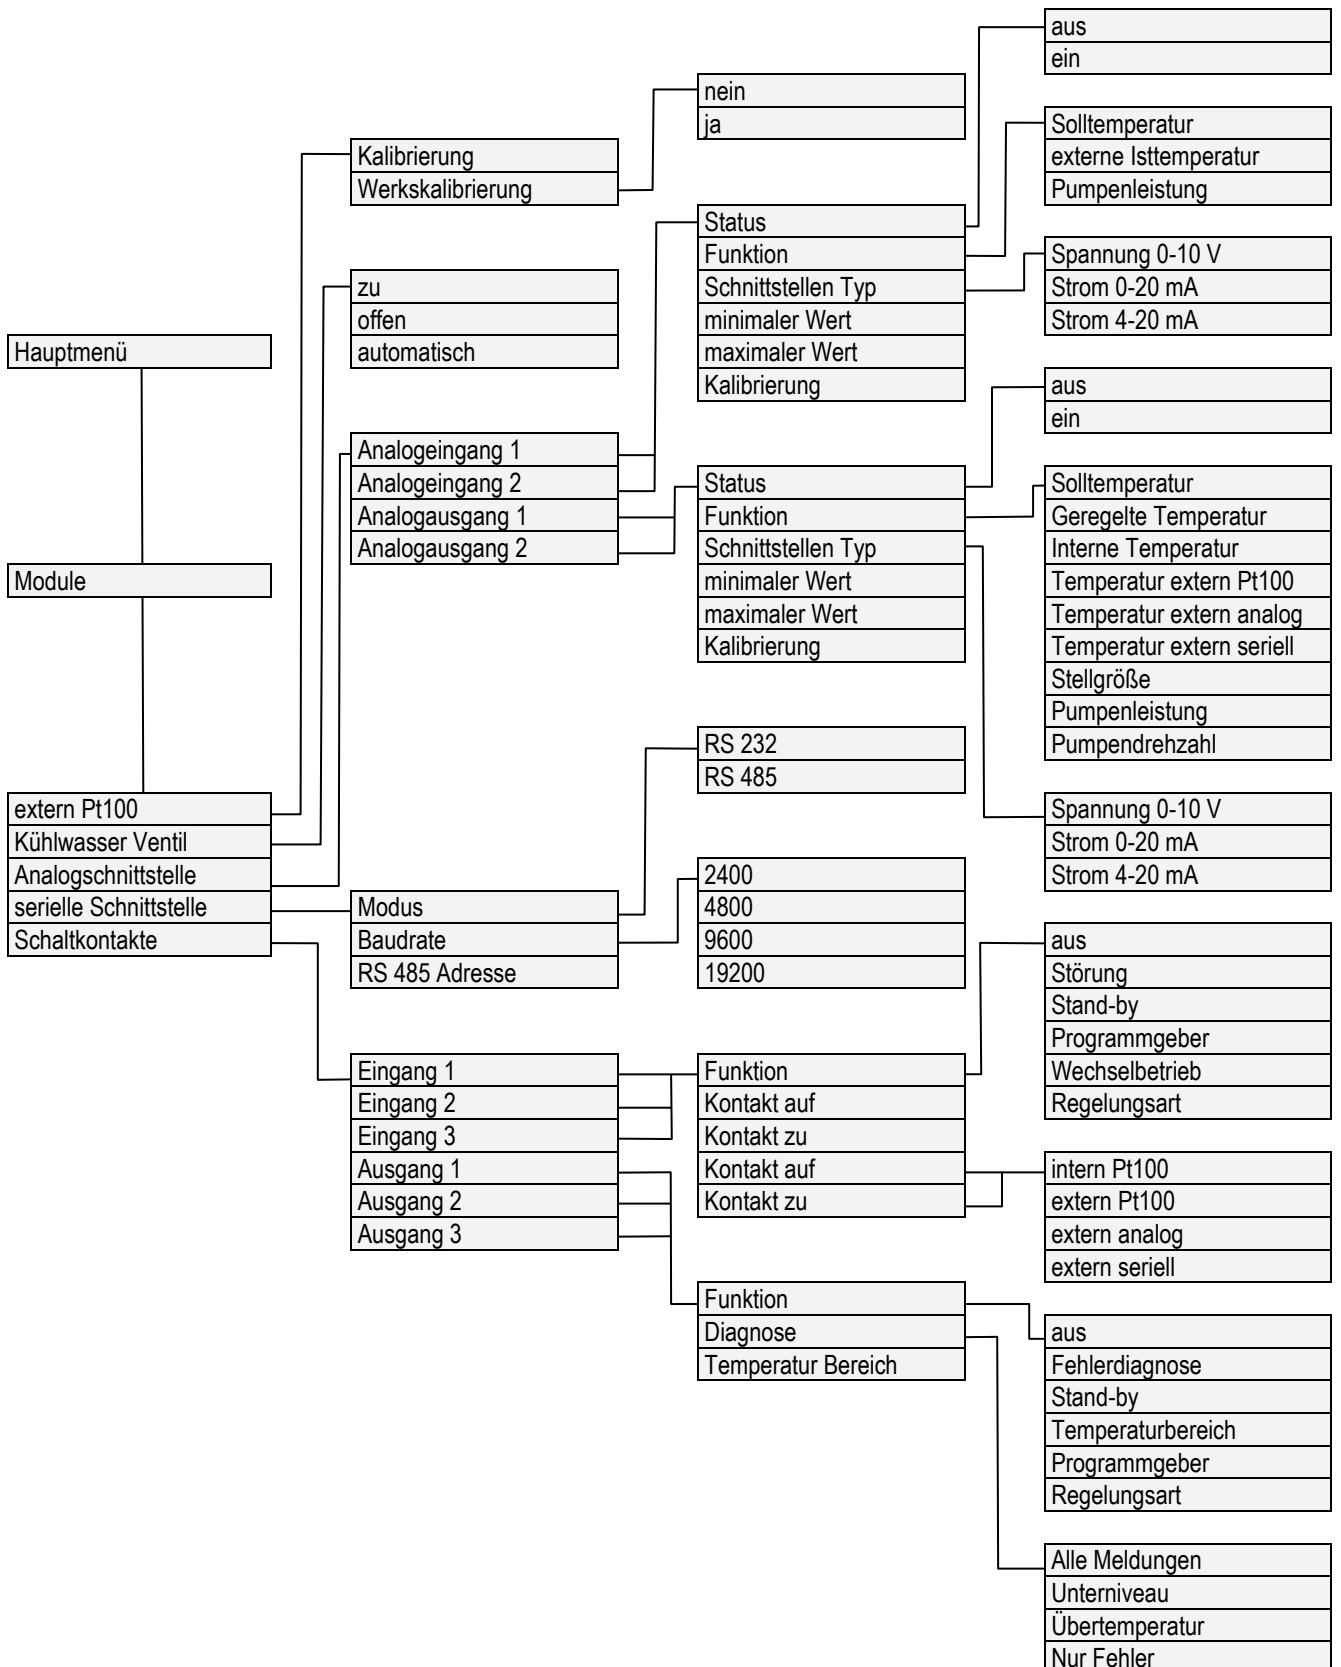 Hauptmenü
Module
extern Pt100
Kühlwasser Ventil
Analogschnittstelle
serielle Schnittstelle
Schaltkontakte
Kalibrierung
Werkskalibrierung
zu
offen
automatisch
Analogeingang 1
Analogeingang 2
Analogausgang 1
Analogausgang 2
Modus
Baudrate
RS 485 Adresse
Eingang 1
Eingang 2
Eingang 3
Ausgang 1
Ausgang 2
Ausgang 3
nein
ja
Status
Funktion
Schnittstellen Typ
minimaler Wert
maximaler Wert
Kalibrierung
Status
Funktion
Schnittstellen Typ
minimaler Wert
maximaler Wert
Kalibrierung
RS 232
RS 485
2400
4800
9600
19200
Funktion
Kontakt auf
Kontakt zu
Kontakt auf
Kontakt zu
Funktion
Diagnose
Temperatur Bereich
aus
ein
Solltemperatur
externe Isttemperatur
Pumpenleistung
Spannung 0-10 V
Strom 0-20 mA
Strom 4-20 mA
aus
ein
Solltemperatur
Geregelte Temperatur
Interne Temperatur
Temperatur extern Pt100
Temperatur extern analog
Temperatur extern seriell
Stellgröße
Pumpenleistung
Pumpendrehzahl
Spannung 0-10 V
Strom 0-20 mA
Strom 4-20 mA
aus
Störung
Stand-by
Programmgeber
Wechselbetrieb
Regelungsart
intern Pt100
extern Pt100
extern analog
extern seriell
aus
Fehlerdiagnose
Stand-by
Temperaturbereich
Programmgeber
Regelungsart
Alle Meldungen
Unterniveau
Übertemperatur
Nur Fehler